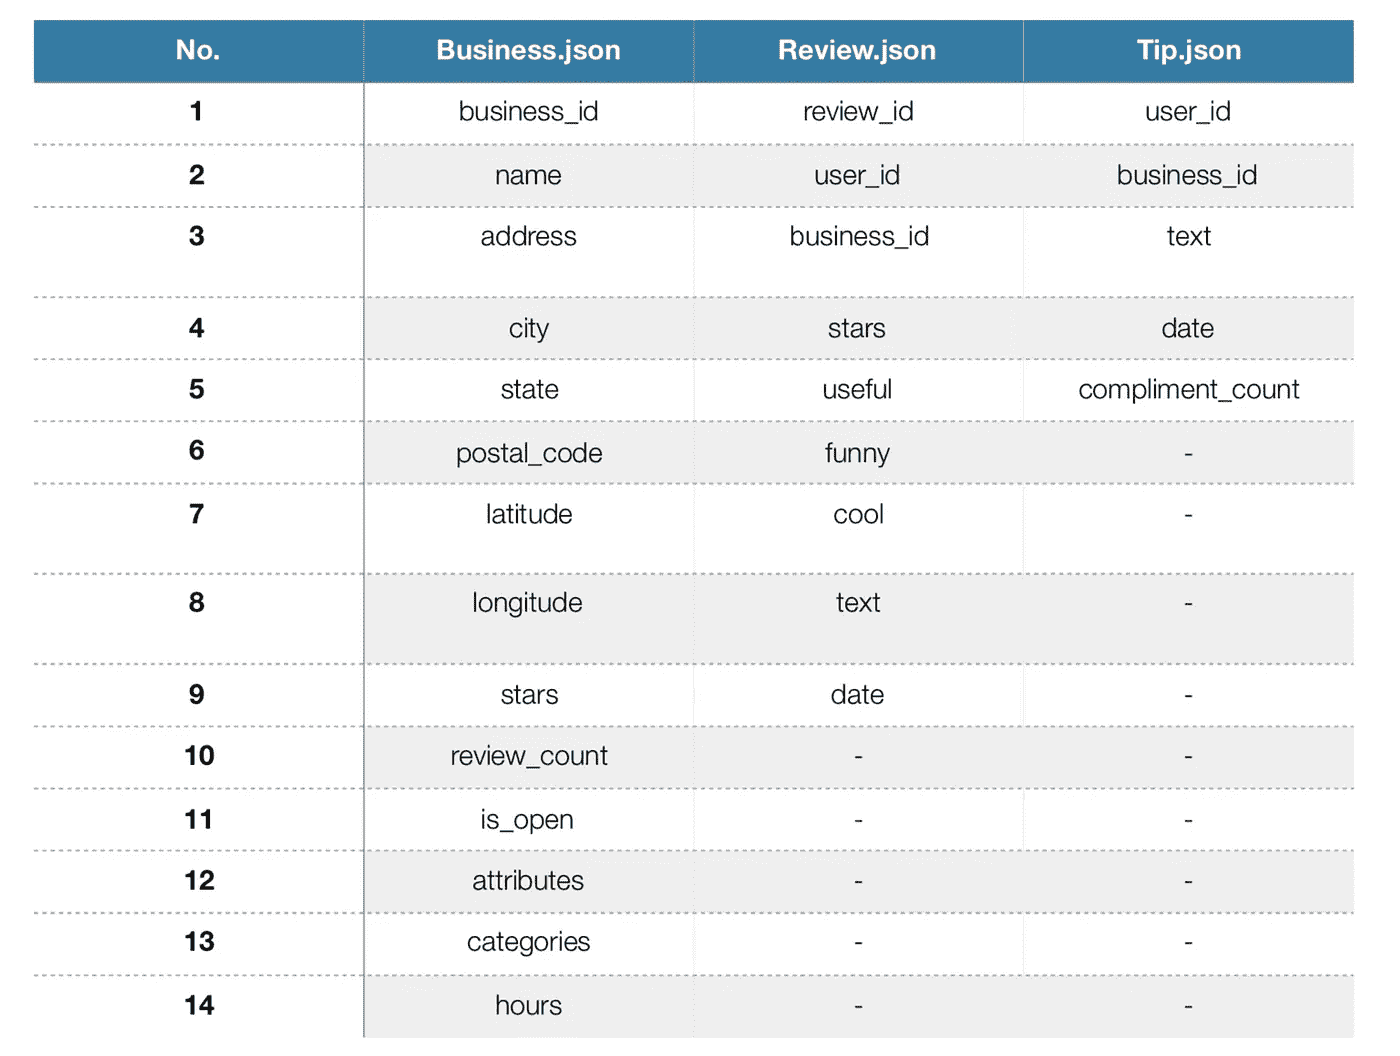 No. Business.json Review.json Tip.json
1 business_id review_id user_id
2 name user_id business_id
3 address business_id text
4 city stars date
5 state useful compliment_count
6 postal_code funny -
7 latitude cool -
8 longitude text -
9 stars date -
10 review_count - -
11 is_open - -
12 attributes - -
13 categories - -
14 hours - -